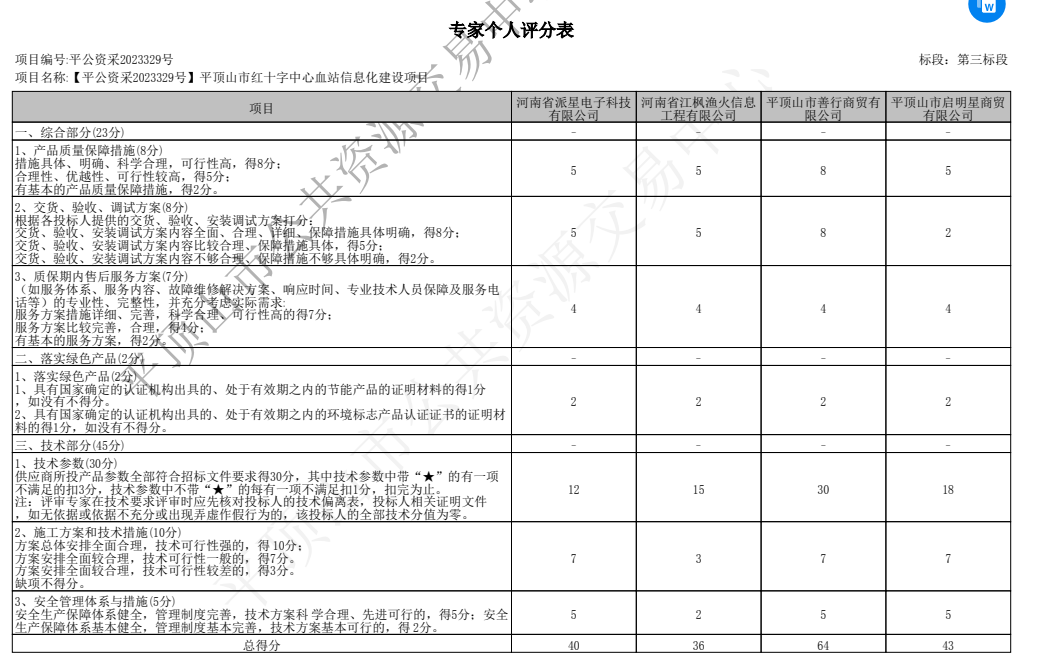 专家个人评分表
项目编号:平公资采2023329号
标段：第三标段
项目名称:【平公资采2023329号】平顶山市红十字中心血站信息化建设项目
项目 河南省派星电子科技有限公司 河南省江枫渔火信息工程有限公司 平顶山市善行商贸有限公司 平顶山市启明星商贸有限公司
一、综合部分(23分) - - - -
1、产品质量保障措施(8分)
措施具体、明确、科学合理，可行性高，得8分；
合理性、优越性、可行性较高，得5分；
有基本的产品质量保障措施，得2分。
5 5 8 5
2、交货、验收、调试方案(8分)
根据各投标人提供的交货、验收、安装调试方案打分：
交货、验收、安装调试方案内容全面、合理、详细、保障措施具体明确，得8分；
交货、验收、安装调试方案内容比较合理、保障措施具体，得5分；
交货、验收、安装调试方案内容不够合理、保障措施不够具体明确，得2分。
5 5 8 2
3、质保期内售后服务方案(7分)
（如服务体系、服务内容、故障维修解决方案、响应时间、专业技术人员保障及服务电
话等）的专业性、完整性，并充分考虑实际需求:
服务方案措施详细、完善，科学合理、可行性高的得7分；
服务方案比较完善，合理，得4分；
有基本的服务方案，得2分。
4 4 4 4
二、落实绿色产品(2分) - - - -
1、落实绿色产品(2分)
1、具有国家确定的认证机构出具的、处于有效期之内的节能产品的证明材料的得1分
，如没有不得分。
2、具有国家确定的认证机构出具的、处于有效期之内的环境标志产品认证证书的证明材
料的得1分，如没有不得分。
2 2 2 2
三、技术部分(45分) - - - -
1、技术参数(30分)
供应商所投产品参数全部符合招标文件要求得30分，其中技术参数中带“★”的有一项
不满足的扣3分，技术参数中不带“★”的每有一项不满足扣1分，扣完为止。
注：评审专家在技术要求评审时应先核对投标人的技术偏离表，投标人相关证明文件
，如无依据或依据不充分或出现弄虚作假行为的，该投标人的全部技术分值为零。
12 15 30 18
2、施工方案和技术措施(10分)
方案总体安排全面合理，技术可行性强的，得 10分；
方案安排全面较合理，技术可行性一般的，得7分。
方案安排全面较合理，技术可行性较差的，得3分。
缺项不得分。
7 3 7 7
3、安全管理体系与措施(5分)
安全生产保障体系健全，管理制度完善，技术方案科 学合理、先进可行的，得5分；安全
生产保障体系基本健全，管理制度基本完善，技术方案基本可行的，得 2分。
5 2 5 5
总得分 40 36 64 43
平顶山市公共资源交易中心
平顶山市公共资源交易中心
W